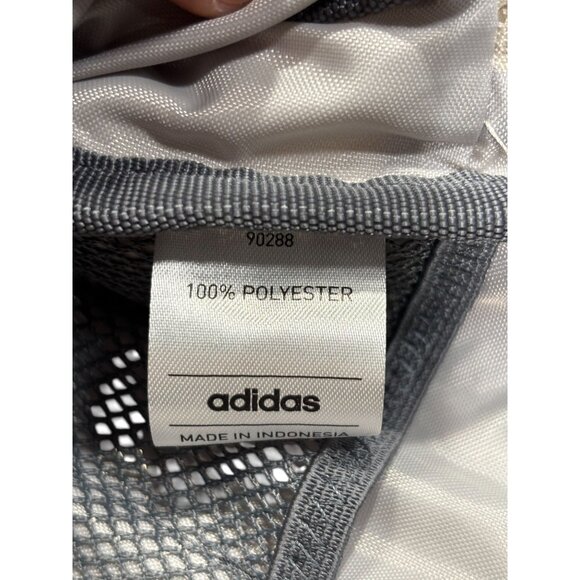 90288
100% POLYESTER
adidas
MADE IN INDONESIA